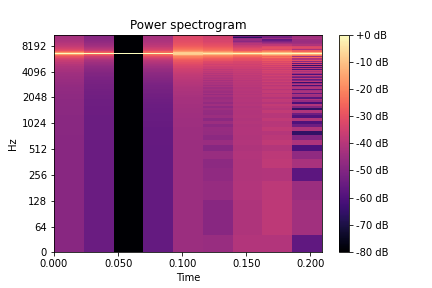 Power spectrogram
8192
4096
2048
1024
512
256
128
64
0
Hz
0.000 0.050 0.100 0.150 0.200
Time
+0 dB
-10 dB
-20 dB
-30 dB
-40 dB
-50 dB
-60 dB
-70 dB
-80 dB